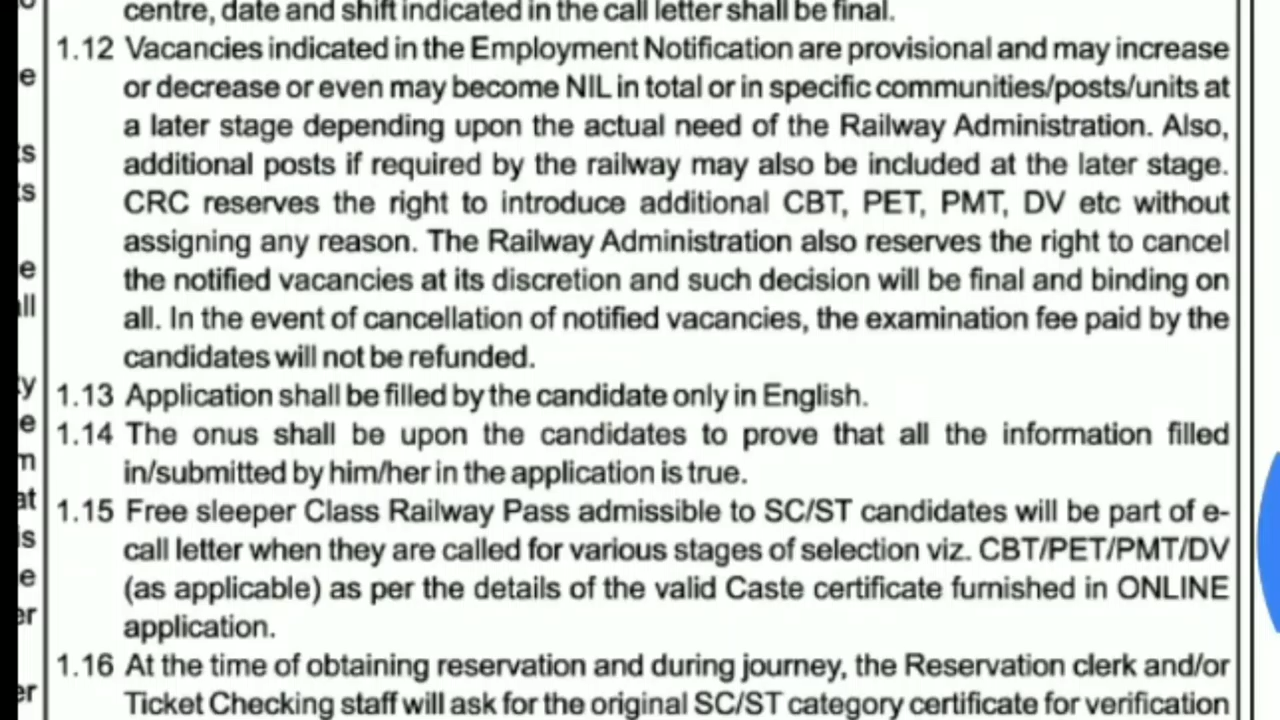 centre, date and shift indicated in the call letter shall be final.
1.12 Vacancies indicated in the Employment Notification are provisional and may increase
or decrease or even may become NIL in total or in specific communities/posts/units at
a later stage depending upon the actual need of the Railway Administration. Also,
additional posts if required by the railway may also be included at the later stage.
CRC reserves the right to introduce additional CBT, PET, PMT, DV etc without
assigning any reason. The Railway Administration also reserves the right to cancel
the notified vacancies at its discretion and such decision will be final and binding on
all. In the event of cancellation of notified vacancies, the examination fee paid by the
candidates will not be refunded.
1.13 Application shall be filled by the candidate only in English.
1.14 The onus shall be upon the candidates to prove that all the information filled
in/submitted by him/her in the application is true.
1.15 Free sleeper Class Railway Pass admissible to SC/ST candidates will be part of e-
call letter when they are called for various stages of selection viz. CBT/PET/PMT/DV
(as applicable) as per the details of the valid Caste certificate furnished in ONLINE
application.
1.16 At the time of obtaining reservation and during journey, the Reservation clerk and/or
Ticket Checking staff will ask for the original SC/ST category certificate for verification